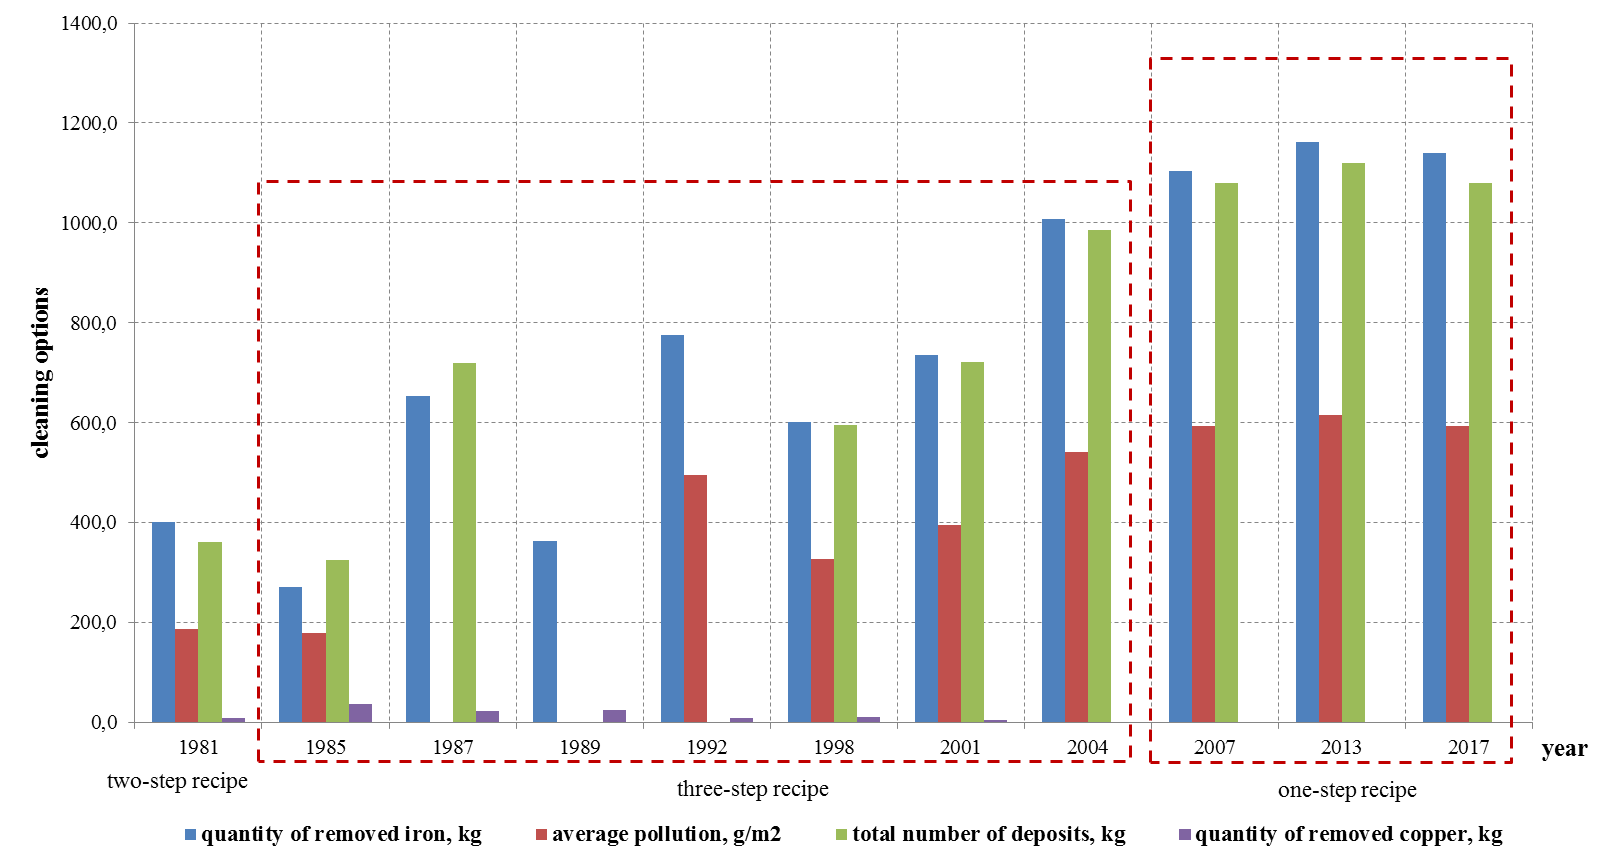 1400,0
1200,0
1000,0
800,0
600,0
400,0
200,0
0,0
cleaning options
1981 1985 1987 1989 1992 1998 2001 2004 2007 2013 2017 year
two-step recipe three-step recipe one-step recipe
quantity of removed iron, kg average pollution, g/m2 total number of deposits, kg quantity of removed copper, kg